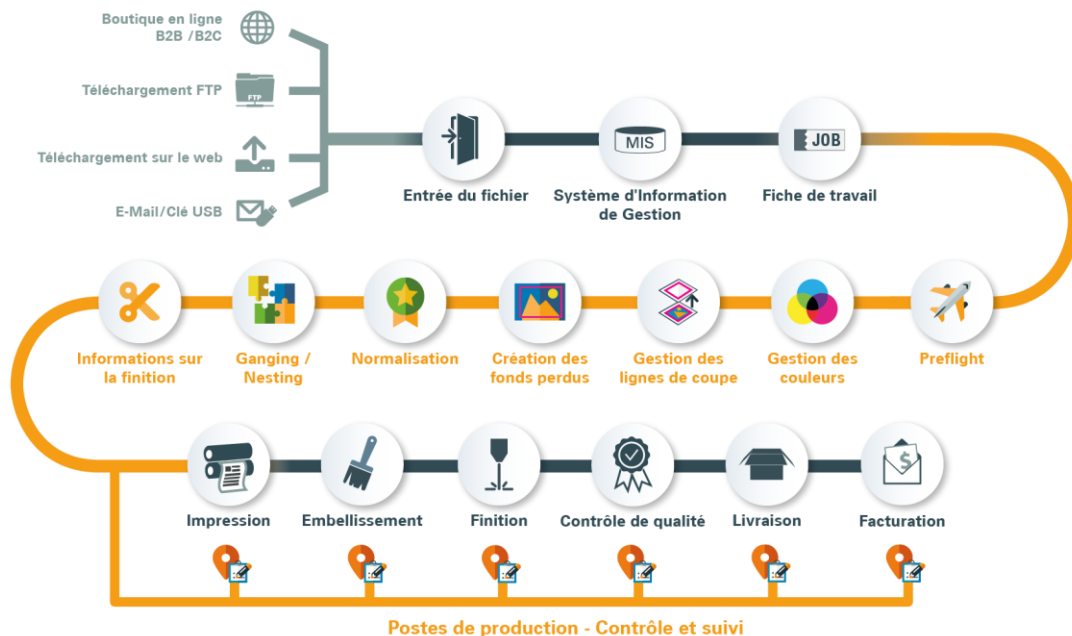 Boutique en ligne
B2B /B2C
Téléchargement FTP
FTP
Téléchargement sur le web
E-Mail/Clé USB
MIS
JOB
Entrée du fichier
Système d'Information
de Gestion
Fiche de travail
Informations sur
la finition
Ganging /
Nesting
Normalisation
Création des
fonds perdus
Gestion des
lignes de coupe
Gestion des
couleurs
Preflight
$
Impression
Embellissement
Finition
Contrôle de qualité
Livraison
Facturation
Postes de production - Contrôle et suivi